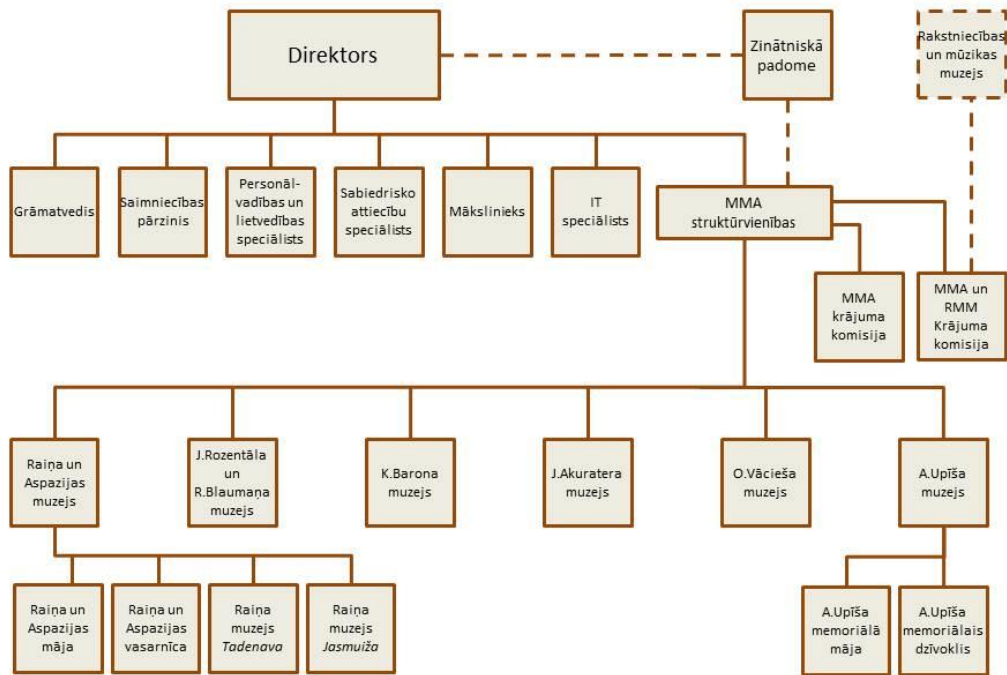 Direktors
Zinātniskā
padome
Rakstniecības
un mūzikas
muzejs
Grāmatvedis
Saimniecības
pārzinis
Personāl-
vadības un
lietvedības
speciālists
Sabiedrisko
attiecību
speciālists
Mākslinieks
IT
speciālists
MMA
struktūrvienības
MMA
krājuma
komisija
MMA un
RMM
Krājuma
komisija
Raiņa un
Aspazijas
muzejs
J.Rozentāla
un
R.Blaumaņa
muzejs
K.Barona
muzejs
J.Akuratera
muzejs
O.Vācieša
muzejs
A.Upīša
muzejs
Raiņa un
Aspazijas
māja
Raiņa un
Aspazijas
vasarnīca
Raiņa
muzejs
Tadenava
Raiņa
muzejs
Jasmuiža
A.Upīša
memoriālā
māja
A.Upīša
memoriālais
dzīvoklis